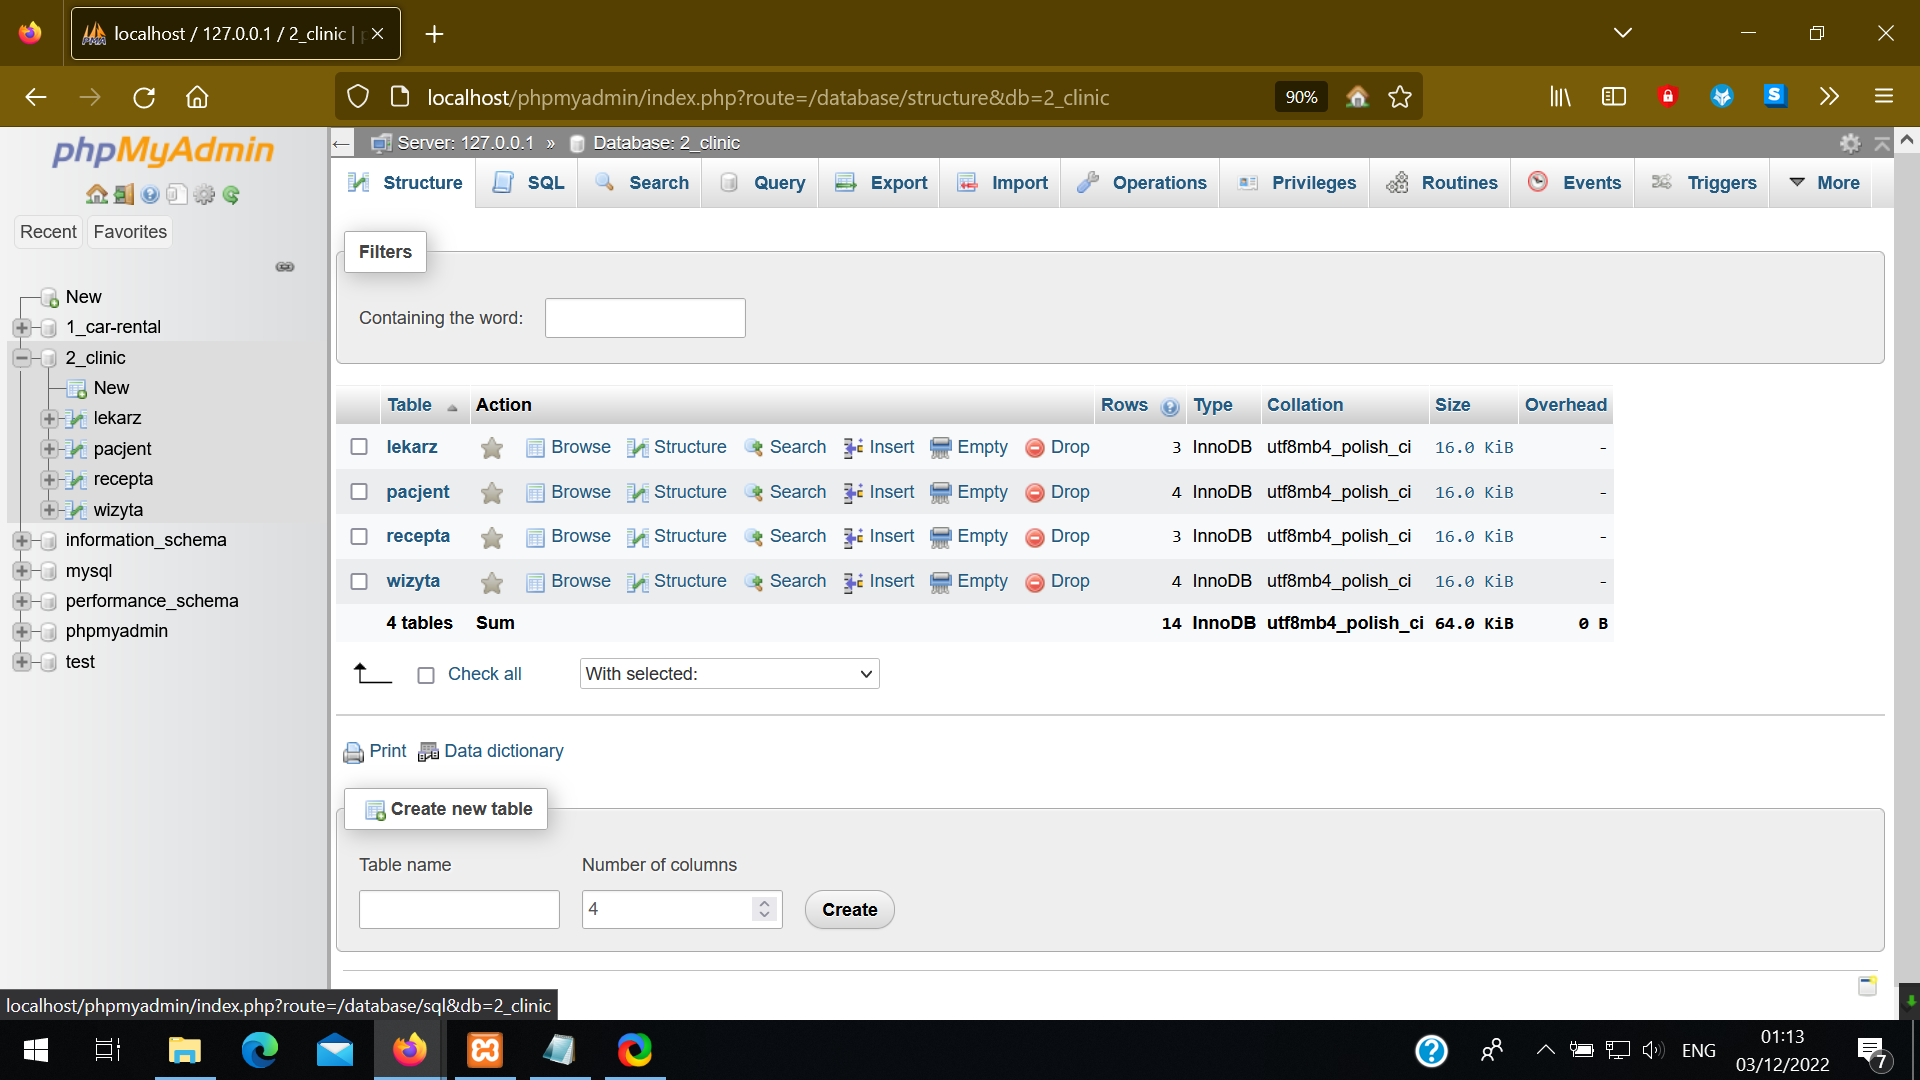 localhost / 127.0.0.1 / 2_clinic |
localhost/phpmyadmin/index.php?route=/database/structure&db=2_clinic
90%
phpMyAdmin
Recent
Favorites
New
1_car-rental
2_clinic
New
lekarz
pacjent
recepta
wizyta
information_schema
mysql
performance_schema
phpmyadmin
test
Server: 127.0.0.1 » Database: 2_clinic
Structure SQL Search Query Export Import Operations Privileges Routines Events Triggers More
Filters
Containing the word:
Table Action Rows Type Collation Size Overhead
lekarz Browse Structure Search Insert Empty Drop 3 InnoDB utf8mb4_polish_ci 16.0 KiB -
pacjent Browse Structure Search Insert Empty Drop 4 InnoDB utf8mb4_polish_ci 16.0 KiB -
recepta Browse Structure Search Insert Empty Drop 3 InnoDB utf8mb4_polish_ci 16.0 KiB -
wizyta Browse Structure Search Insert Empty Drop 4 InnoDB utf8mb4_polish_ci 16.0 KiB -
4 tables Sum 14 InnoDB utf8mb4_polish_ci 64.0 KiB 0 B
Check all
With selected:
Print Data dictionary
Create new table
Table name
Number of columns
4
Create
localhost/phpmyadmin/index.php?route=/database/sql&db=2_clinic
ENG
01:13
03/12/2022
7